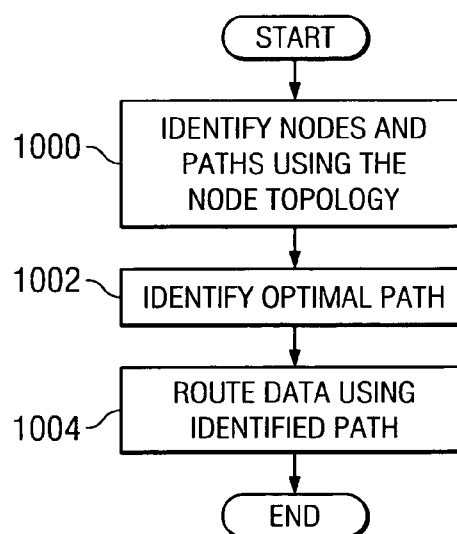 START
1000
IDENTIFY NODES AND
PATHS USING THE
NODE TOPOLOGY
1002
IDENTIFY OPTIMAL PATH
1004
ROUTE DATA USING
IDENTIFIED PATH
END